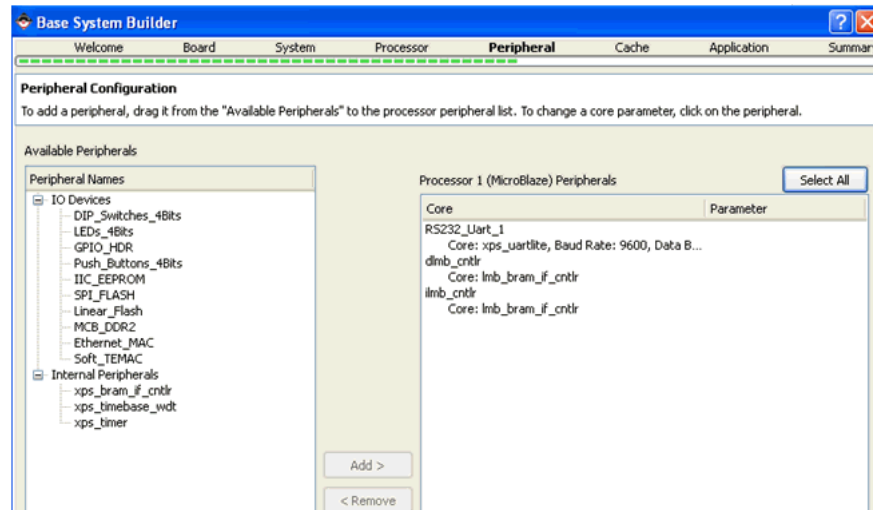 Base System Builder
Welcome Board System Processor Peripheral Cache Application Summar
Peripheral Configuration
To add a peripheral, drag it from the "Available Peripherals" to the processor peripheral list. To change a core parameter, click on the peripheral.
Available Peripherals
Peripheral Names
IO Devices
DIP_Switches_4Bits
LEDs_4Bits
GPIO_HDR
Push_Buttons_4Bits
IIC_EEPROM
SPI_FLASH
Linear_Flash
MCB_DDR2
Ethernet_MAC
Soft_TEMAC
Internal Peripherals
xps_bram_if_cntlr
xps_timebase_wdt
xps_timer
Add >
< Remove
Processor 1 (MicroBlaze) Peripherals
Select All
Core Parameter
RS232_Uart_1
Core: xps_uartlite, Baud Rate: 9600, Data B...
dlmb_cntlr
Core: lmb_bram_if_cntlr
ilmb_cntlr
Core: lmb_bram_if_cntlr